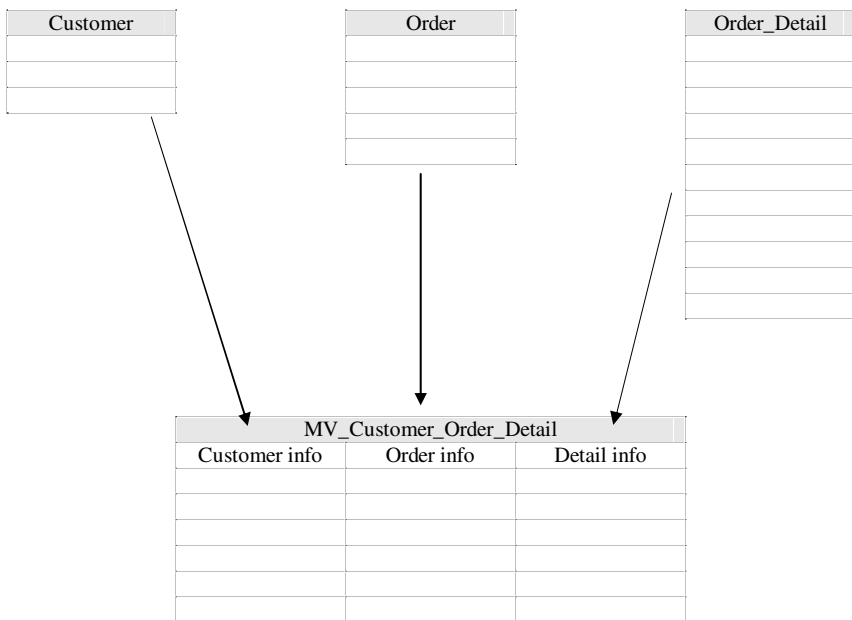 Customer
Order
Order_Detail
MV_Customer_Order_Detail
Customer info
Order info
Detail info